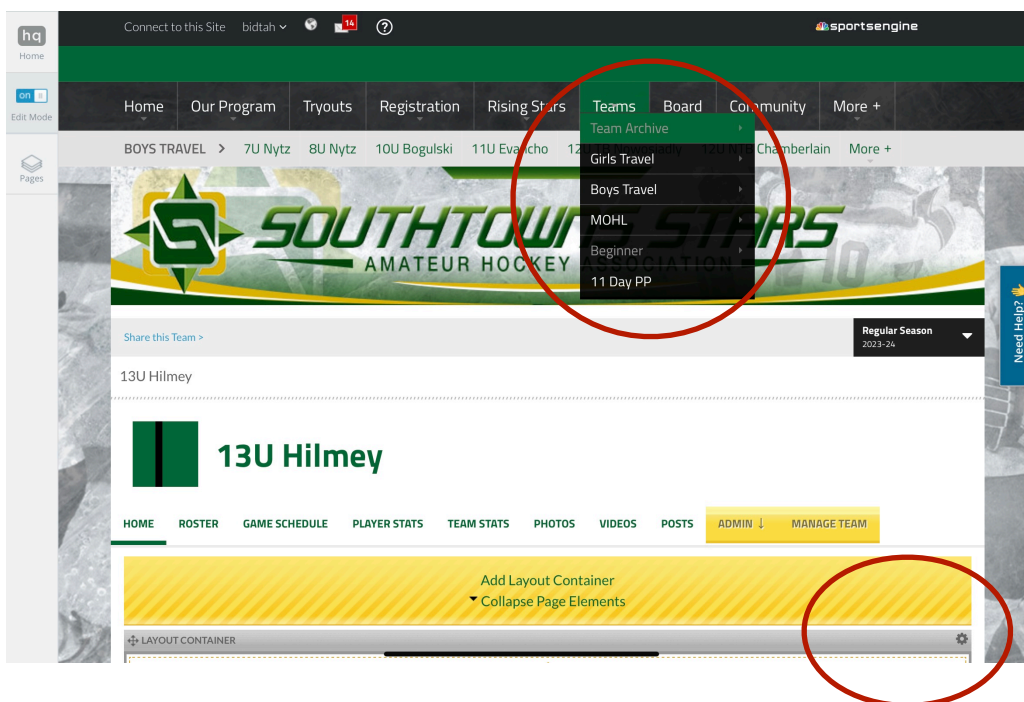 hq
Home
Connect to this Site bidtah 14 ? sportsengine
on
Edit Mode
Home Our Program Tryouts Registration Rising Stars Teams Board Community More +
Team Archive
BOYS TRAVEL > 7U Nytz 8U Nytz 10U Bogulski 11U Evancho Chamberlain More +
Girls Travel
Pages
Boys Travel
MOHL
Beginner
11 Day PP
SOUTHTOWNS STARS
AMATEUR HOCKEY ASSOCIATION
Need Help?
Share this Team >
Regular Season
2023-24
13U Hilmey
13U Hilmey
HOME ROSTER GAME SCHEDULE PLAYER STATS TEAM STATS PHOTOS VIDEOS POSTS ADMIN ↓ MANAGE TEAM
Add Layout Container
Collapse Page Elements
LAYOUT CONTAINER